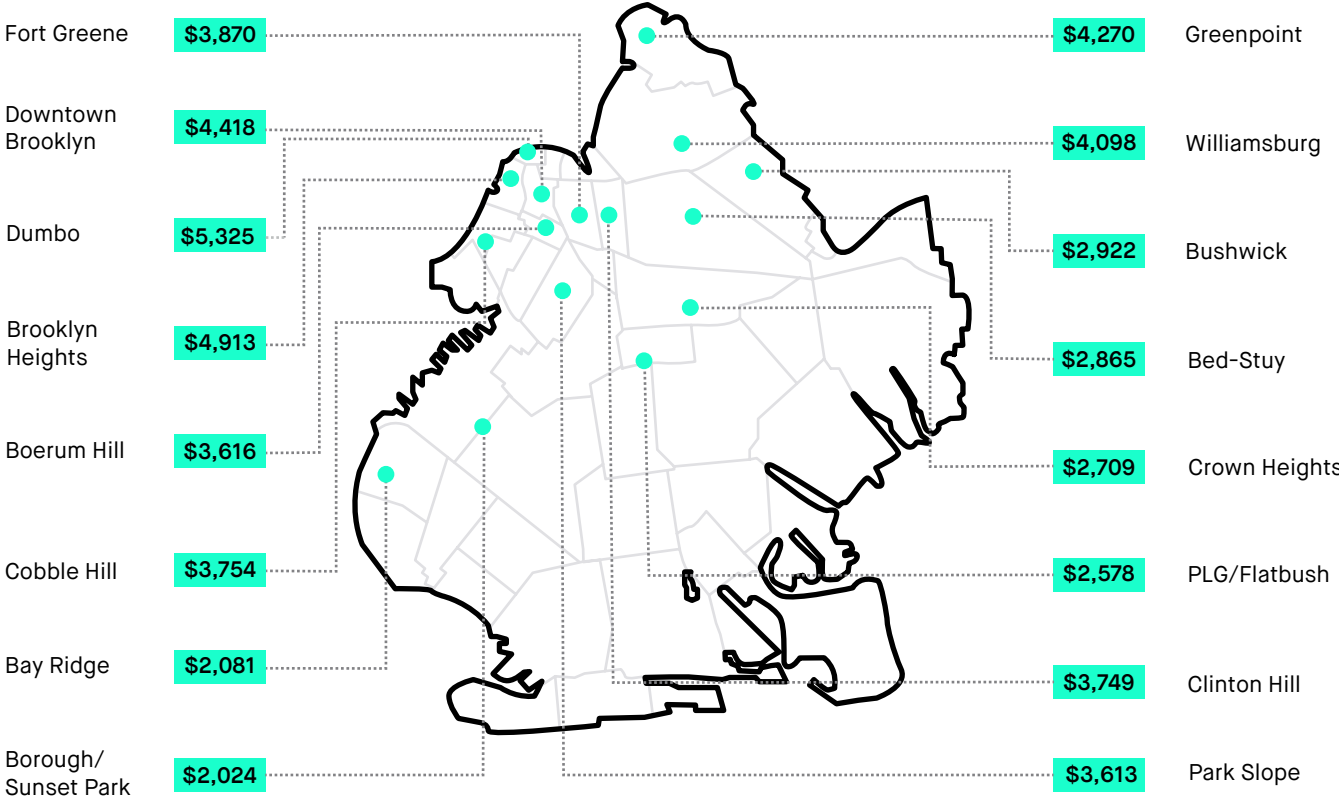 Fort Greene
$3,870
Downtown
Brooklyn
$4,418
Dumbo
$5,325
Brooklyn
Heights
$4,913
Boerum Hill
$3,616
Cobble Hill
$3,754
Bay Ridge
$2,081
Borough/
Sunset Park
$2,024
$4,270
Greenpoint
$4,098
Williamsburg
$2,922
Bushwick
$2,865
Bed-Stuy
$2,709
Crown Heights
$2,578
PLG/Flatbush
$3,749
Clinton Hill
$3,613
Park Slope